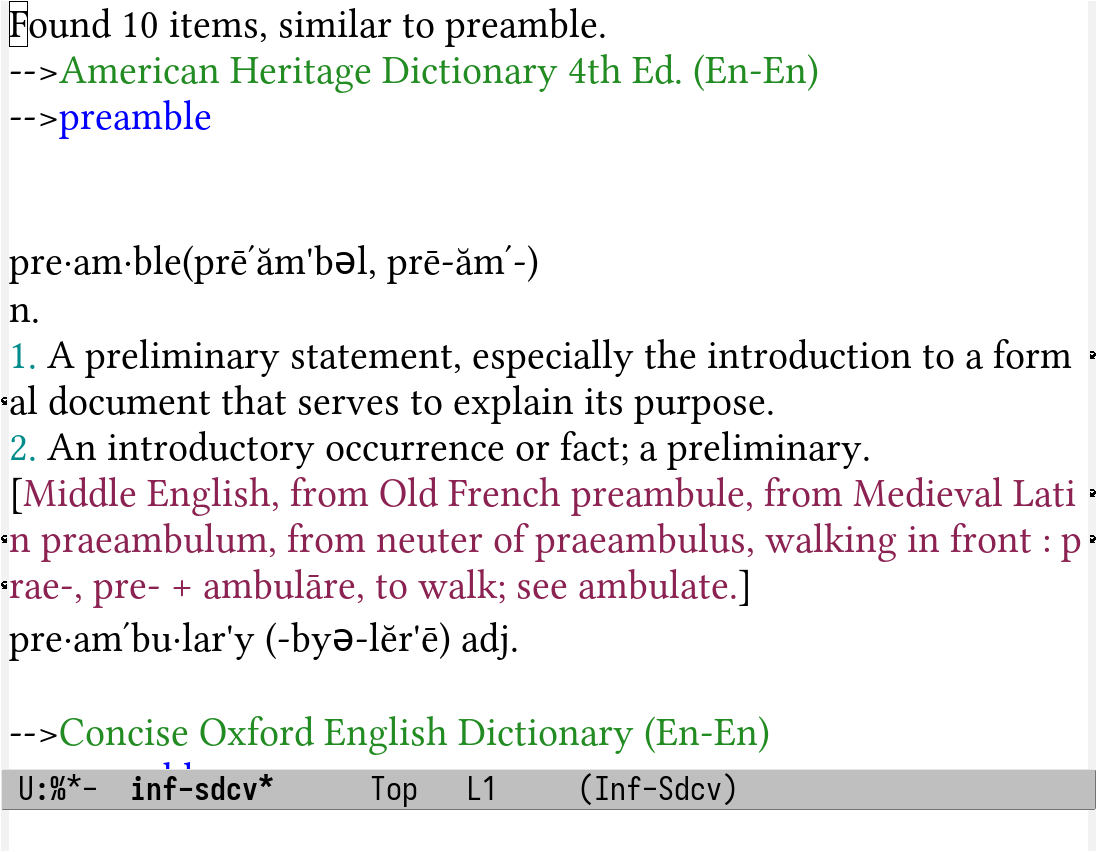 Found 10 items, similar to preamble.
-->American Heritage Dictionary 4th Ed. (En-En)
-->preamble
pre·am·ble(prē′ăm'bəl, prē-ăm′-)
n.
1. A preliminary statement, especially the introduction to a form
al document that serves to explain its purpose.
2. An introductory occurrence or fact; a preliminary.
[Middle English, from Old French preambule, from Medieval Lati
n praeambulum, from neuter of praeambulus, walking in front : p
rae-, pre- + ambulāre, to walk; see ambulate.]
pre·am′bu·lar'y (-byə-lĕr'ē) adj.
-->Concise Oxford English Dictionary (En-En)
U:%*- inf-sdcv* Top L1 (Inf-Sdcv)